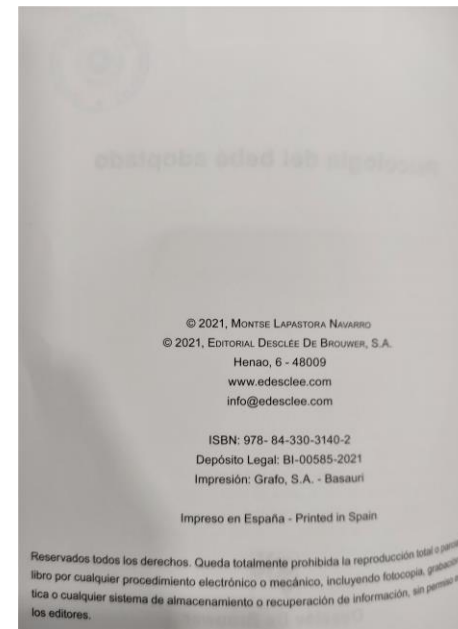 © 2021, MONTSE LAPASTORA NAVARRO
© 2021, EDITORIAL DESCLÉE DE BROUWER, S.A.
Henao, 6 - 48009
www.edesclee.com
info@edesclee.com
ISBN: 978- 84-330-3140-2
Depósito Legal: BI-00585-2021
Impresión: Grafo, S.A. - Basauri
Impreso en España - Printed in Spain
Reservados todos los derechos. Queda totalmente prohibida la reproducción total o
libro por cualquier procedimiento electrónico o mecánico, incluyendo fotocopia,
tica o cualquier sistema de almacenamiento o recuperación de información, sin permiso
los editores.